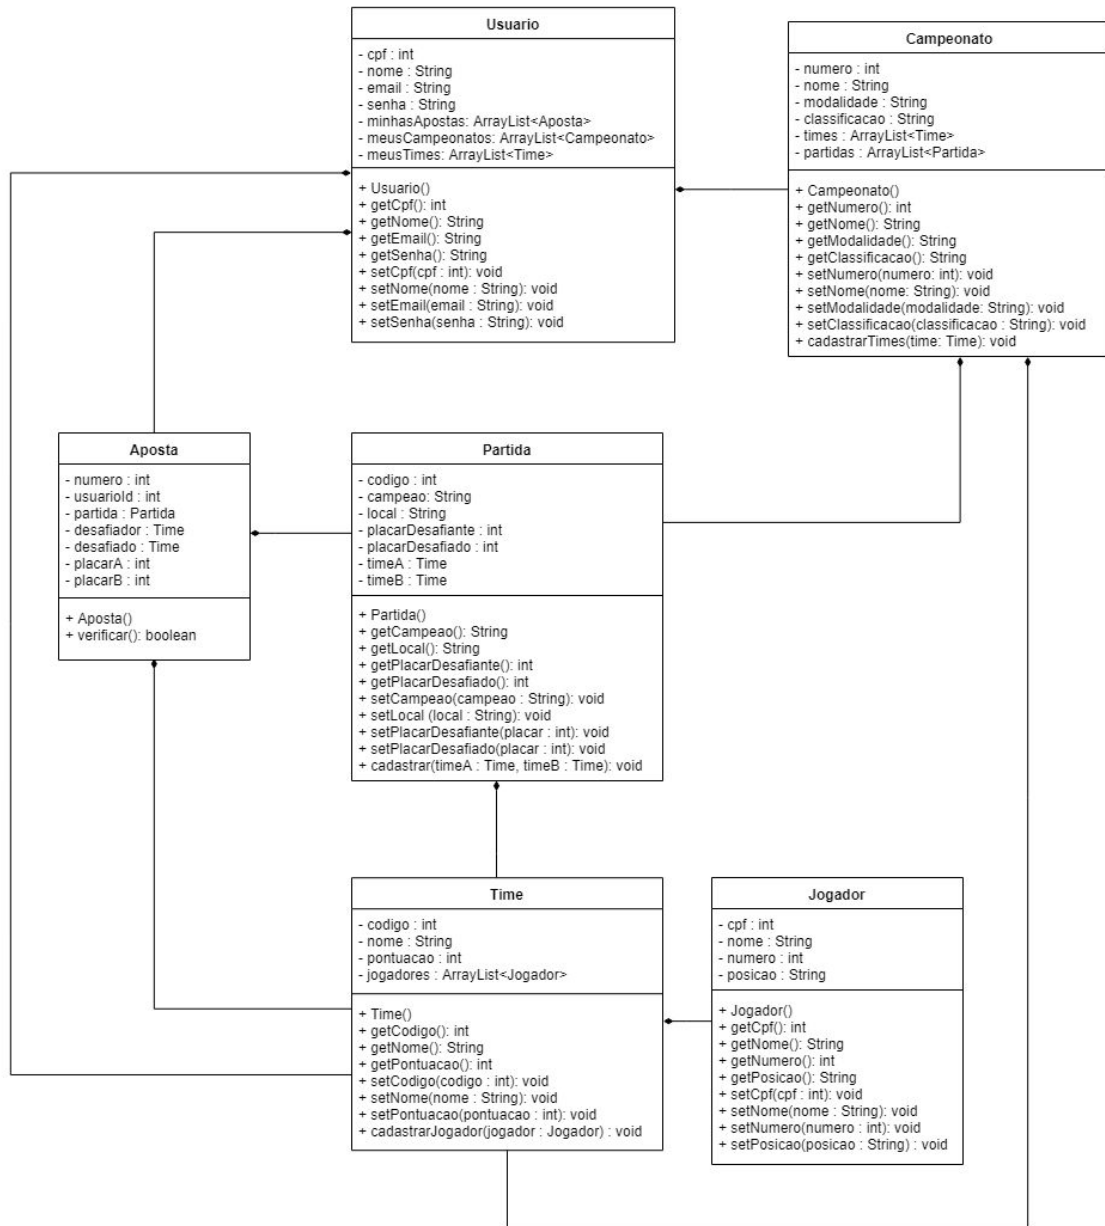 Usuario
- cpf : int
- nome : String
- email : String
- senha : String
- minhasApostas: ArrayList<Aposta>
- meusCampeonatos: ArrayList<Campeonato>
- meusTimes: ArrayList<Time>
+ Usuario()
+ getCpf(): int
+ getNome(): String
+ getEmail(): String
+ getSenha(): String
+ setCpf(cpf : int): void
+ setNome(nome : String): void
+ setEmail(email : String): void
+ setSenha(senha : String): void
Campeonato
- numero : int
- nome : String
- modalidade : String
- classificacao : String
- times : ArrayList<Time>
- partidas : ArrayList<Partida>
+ Campeonato()
+ getNumero(): int
+ getNome(): String
+ getModalidade(): String
+ getClassificacao(): String
+ setNumero(numero: int): void
+ setNome(nome: String): void
+ setModalidade(modalidade: String): void
+ setClassificacao(classificacao : String): void
+ cadastrarTimes(time: Time): void
Aposta
- numero : int
- usuarioId : int
- partida : Partida
- desafiador : Time
- desafiado : Time
- placarA : int
- placarB : int
+ Aposta()
+ verificar(): boolean
Partida
- codigo : int
- campeao: String
- local : String
- placarDesafiante : int
- placarDesafiado : int
- timeA : Time
- timeB : Time
+ Partida()
+ getCampeao(): String
+ getLocal(): String
+ getPlacarDesafiante(): int
+ getPlacarDesafiado(): int
+ setCampeao(campeao : String): void
+ setLocal (local : String): void
+ setPlacarDesafiante(placar : int): void
+ setPlacarDesafiado(placar : int): void
+ cadastrar(timeA : Time, timeB : Time): void
Time
- codigo : int
- nome : String
- pontuacao : int
- jogadores : ArrayList<Jogador>
+ Time()
+ getCodigo(): int
+ getNome(): String
+ getPontuacao(): int
+ setCodigo(codigo : int): void
+ setNome(nome : String): void
+ setPontuacao(pontuacao : int): void
+ cadastrarJogador(jogador : Jogador) : void
Jogador
- cpf : int
- nome : String
- numero : int
- posicao : String
+ Jogador()
+ getCpf(): int
+ getNome(): String
+ getNumero(): int
+ getPosicao(): String
+ setCpf(cpf : int): void
+ setNome(nome : String): void
+ setNumero(numero : int): void
+ setPosicao(posicao : String) : void